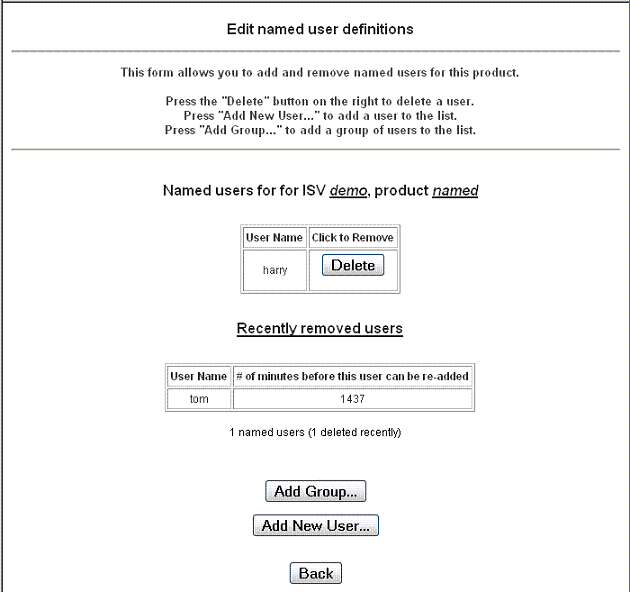 Edit named user definitions
This form allows you to add and remove named users for this product.
Press the "Delete" button on the right to delete a user.
Press "Add New User..." to add a user to the list.
Press "Add Group..." to add a group of users to the list.
Named users for for ISV demo, product named
User Name Click to Remove
harry Delete
Recently removed users
User Name # of minutes before this user can be re-added
tom 1437
1 named users (1 deleted recently)
Add Group...
Add New User...
Back